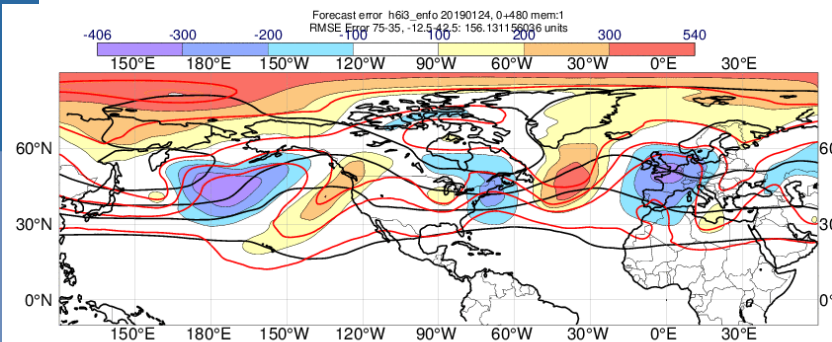 Forecast error h6i3_enfo 20190124, 0+480 mem:1
RMSE Error 75-35, -12.5-42.5: 156.131156036 units
-406 -300 -200 -100 100 200 300 540
150°E 180°E 150°W 120°W 90°W 60°W 30°W 0°E 30°E
60°N
30°N
0°N 0°
150°E 180°E 150°W 120°W 90°W 60°W 30°W 0°E 30°E